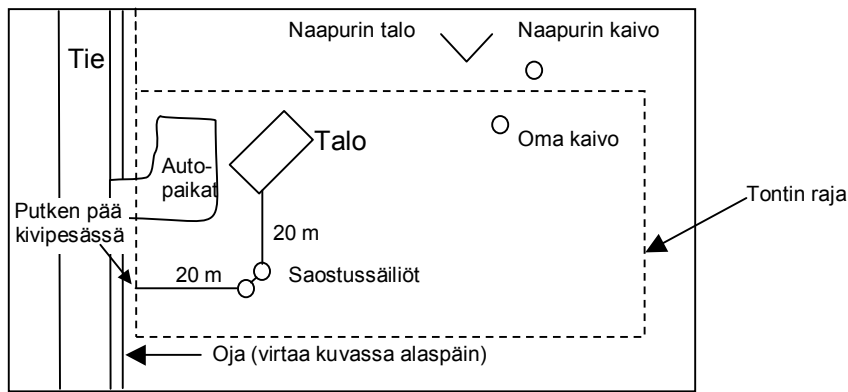 Naapurin talo
Naapurin kaivo
Tie
Talo
Oma kaivo
Auto-
paikat
Tontin raja
Putken pää
kivipesässä
20 m
20 m
Saostussäiliöt
Oja (virtaa kuvassa alaspäin)